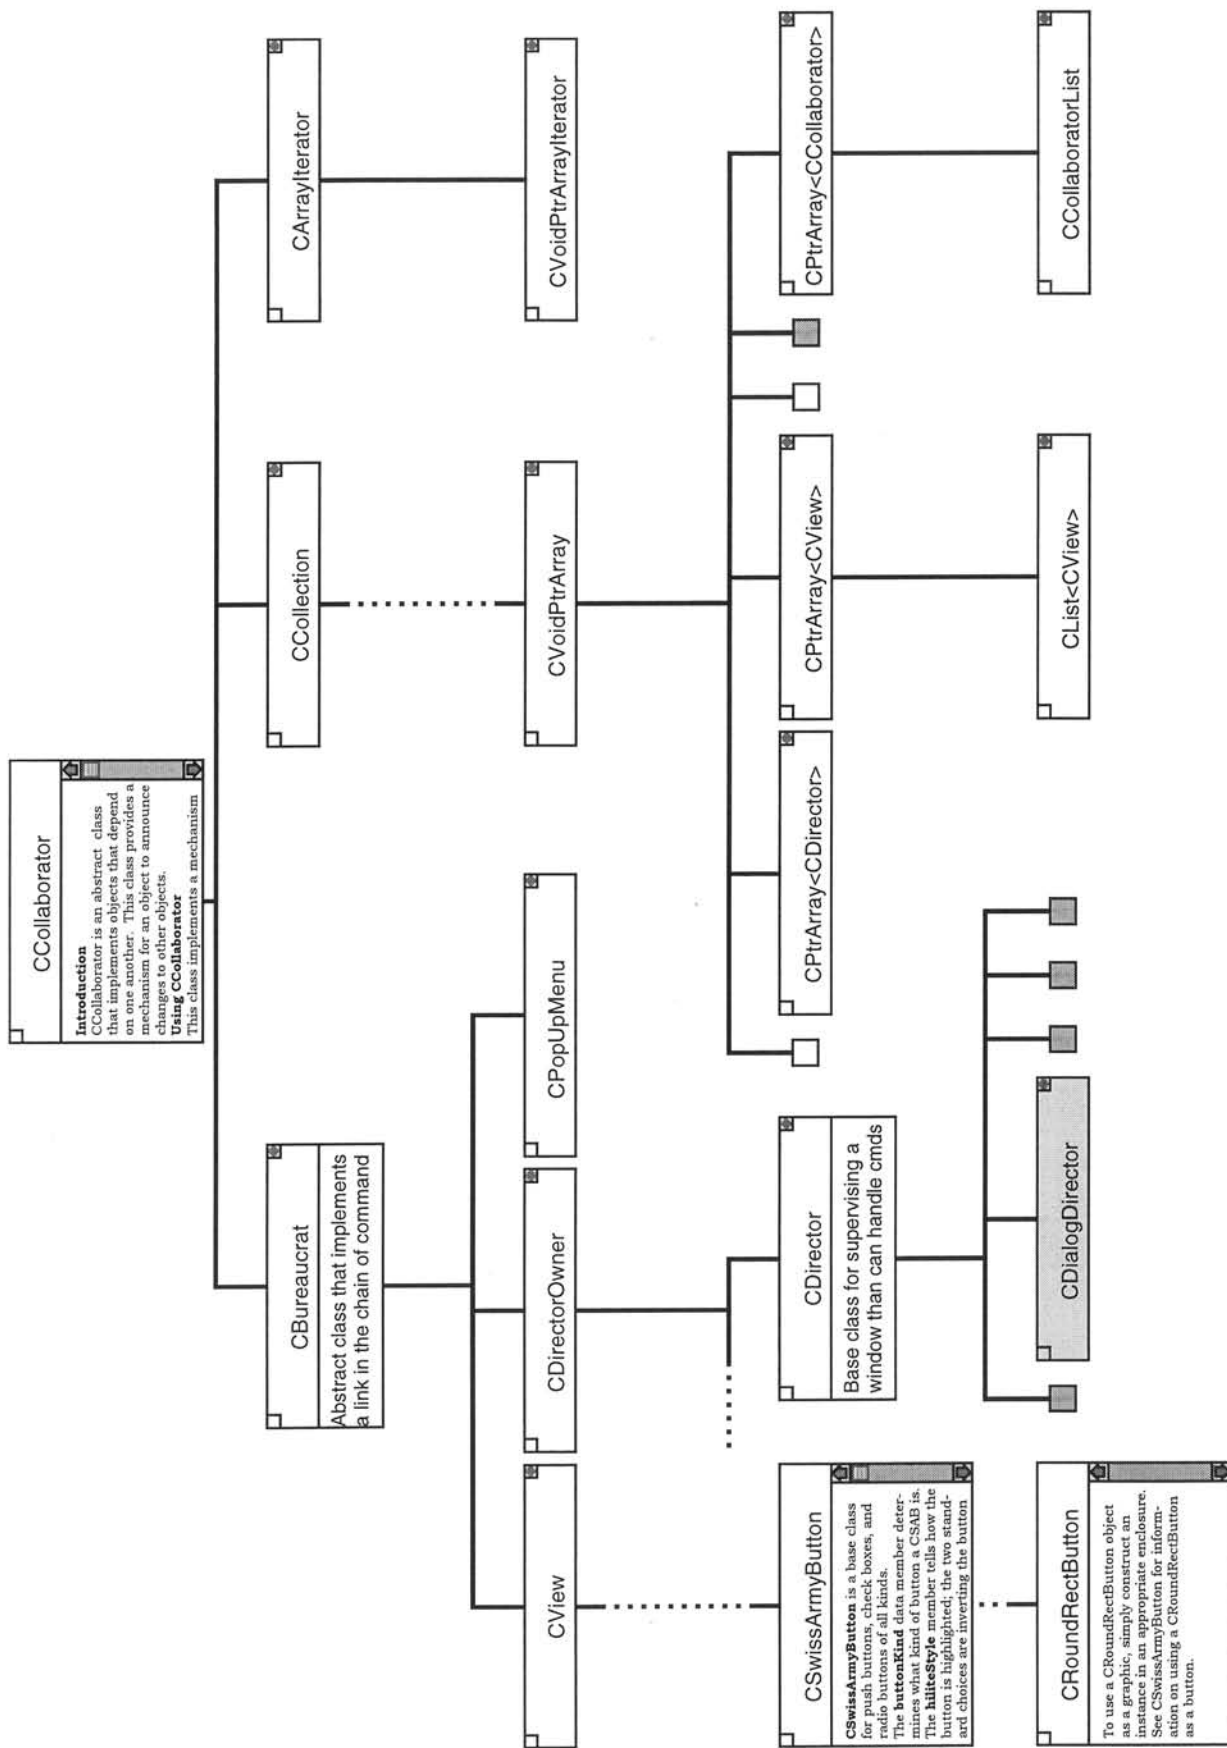 CCollaborator
Introduction
CCollaborator is an abstract class
that implements objects that depend
on one another. This class provides a
mechanism for an object to announce
changes to other objects.
Using CCollaborator
This class implements a mechanism
CBureaucrat
Abstract class that implements
a link in the chain of command
CCollection
CArrayIterator
CView
CDirectorOwner
CPopUpMenu
CVoidPtrArray
CVoidPtrArrayIterator
CSwissArmyButton
CSwissArmyButton is a base class
for push buttons, check boxes, and
radio buttons of all kinds.
The buttonKind data member deter-
mines what kind of button a CSAB is.
The hiliteStyle member tells how the
button is highlighted; the two stand-
ard choices are inverting the button
CDirector
Base class for supervising a
window than can handle cmds
CPtrArray<CDirector>
CPtrArray<CView>
CPtrArray<CCollaborator>
CRoundRectButton
To use a CRoundRectButton object
as a graphic, simply construct an
instance in an appropriate enclosure.
See CSwissArmyButton for inform-
ation on using a CRoundRectButton
as a button.
CDialogDirector
CList<CView>
CCollaboratorList